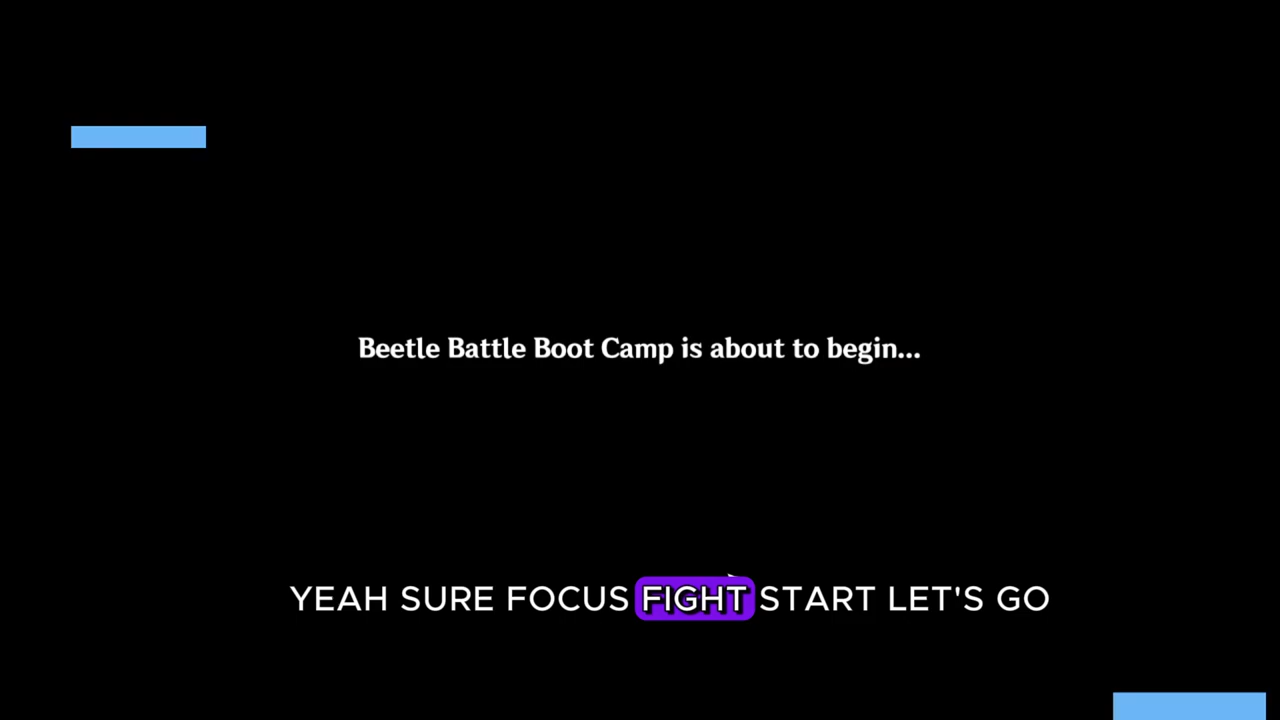 Beetle Battle Boot Camp is about to begin...
YEAH SURE FOCUS FIGHT START LET'S GO